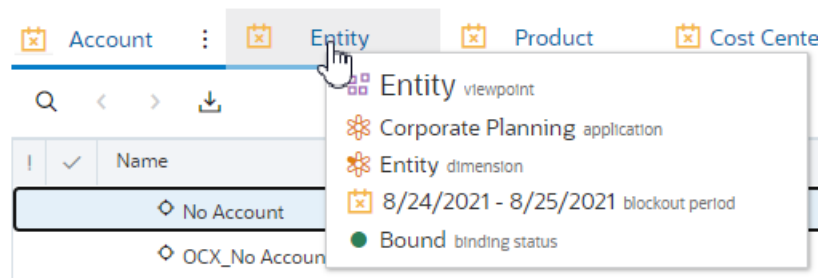 Account Entity Product Cost Cente
Entity viewpoint
Corporate Planning application
! Name
Entity dimension
8/24/2021 - 8/25/2021 blockout period
No Account
Bound binding status
OCX_No Accoun